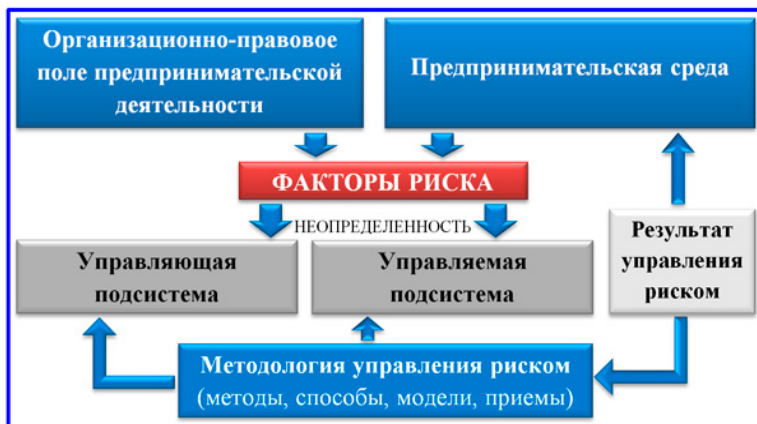 Организационно-правовое
поле предпринимательской
деятельности
Предпринимательская среда
ФАКТОРЫ РИСКА
НЕОПРЕДЕЛЕННОСТЬ
Управляющая
подсистема
Управляемая
подсистема
Результат
управления
риском
Методология управления риском
(методы, способы, модели, приемы)